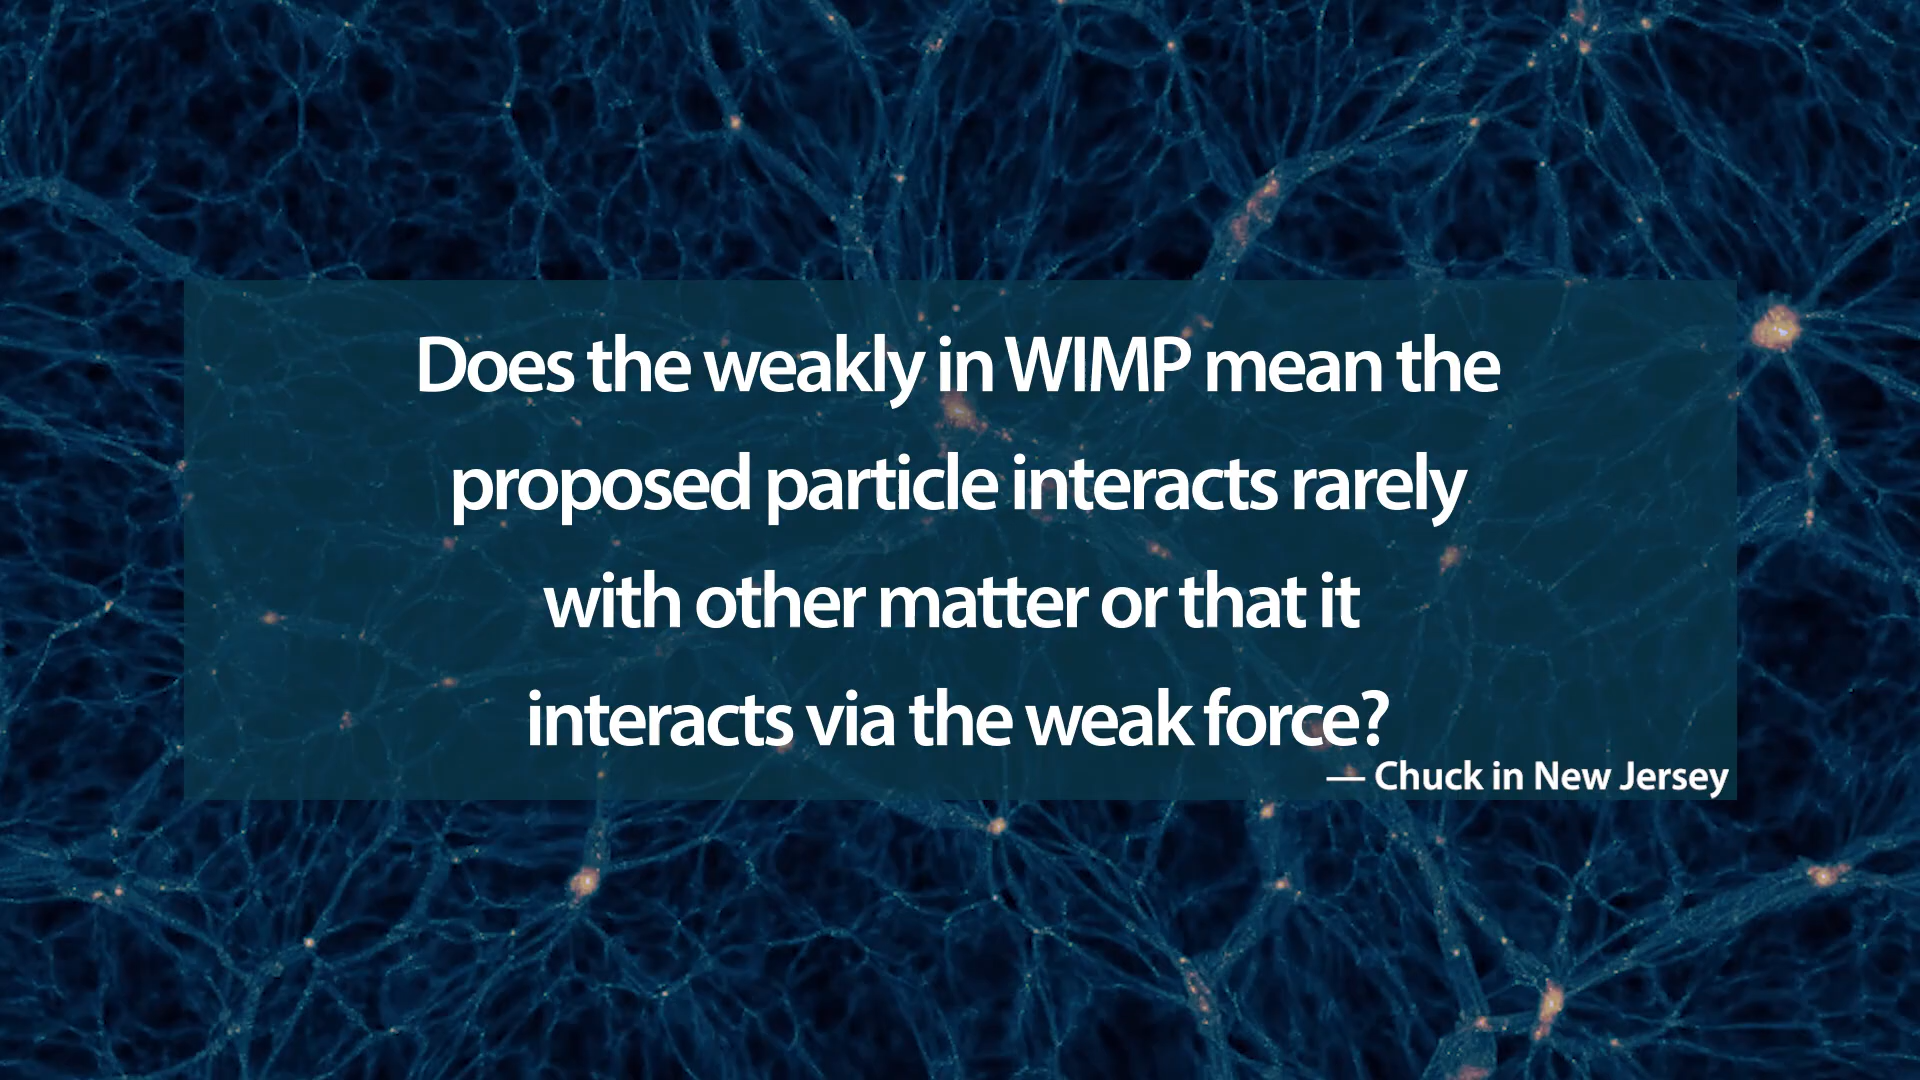 Does the weakly in WIMP mean the
proposed particle interacts rarely
with other matter or that it
interacts via the weak force?
— Chuck in New Jersey